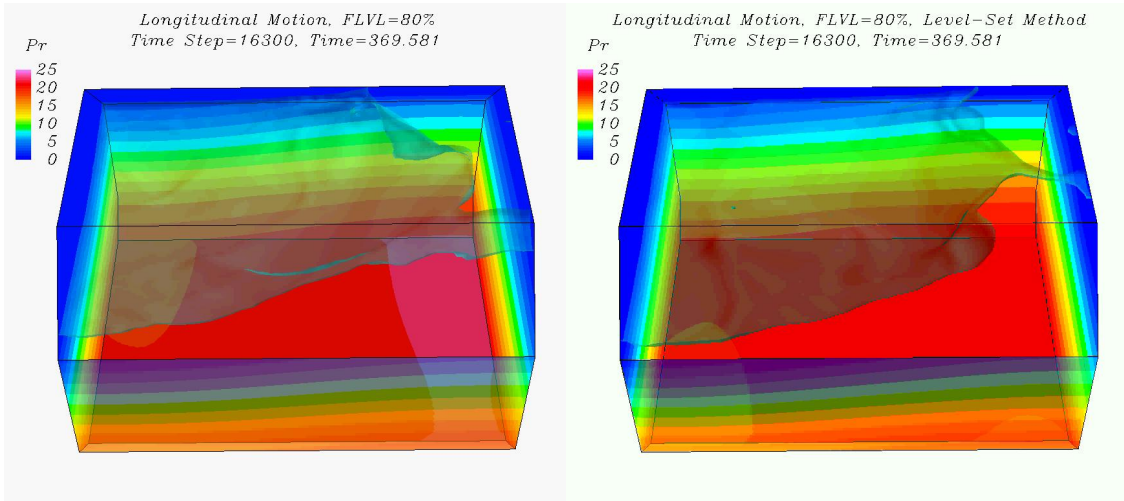 Longitudinal Motion, FLVL=80%
Time Step=16300, Time=369.581
Pr
25
20
15
10
5
0
Longitudinal Motion, FLVL=80%, Level-Set Method
Time Step=16300, Time=369.581
Pr
25
20
15
10
5
0